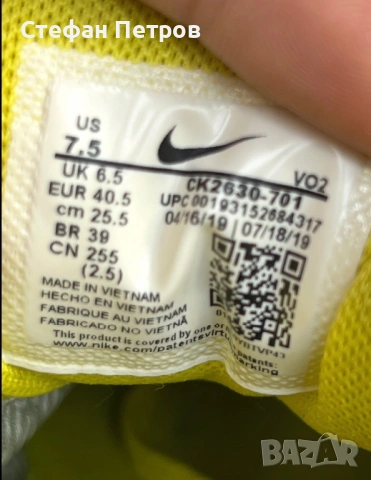 Стефан Петров
US
7.5
UK 6.5
EUR 40.5
cm 25.5
BR 39
CN 255
(2.5)
VO2
CK2630-701
UPC 00193152684317
04/16/19 07/18/19
MADE IN VIETNAM
HECHO EN VIETNAM
FABRIQUE AU VIETNAM
FABRICADO NO VIETNÃ
This product is covered by one or
www.nike.com/patents
BAZAR